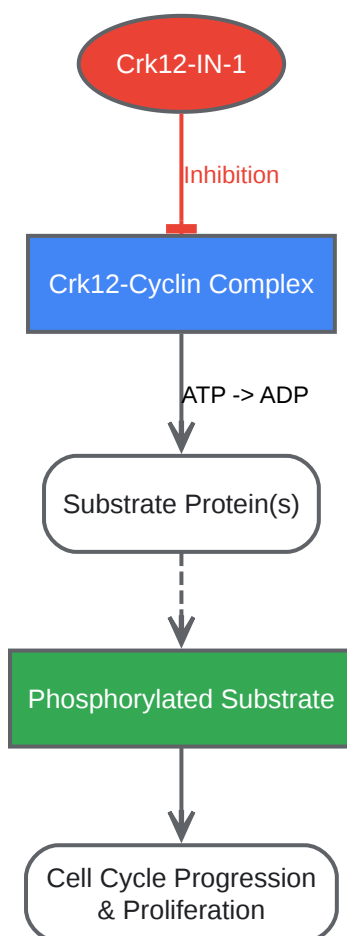 Crk12-IN-1
Inhibition
Crk12-Cyclin Complex
ATP -> ADP
Substrate Protein(s)
Phosphorylated Substrate
Cell Cycle Progression
& Proliferation